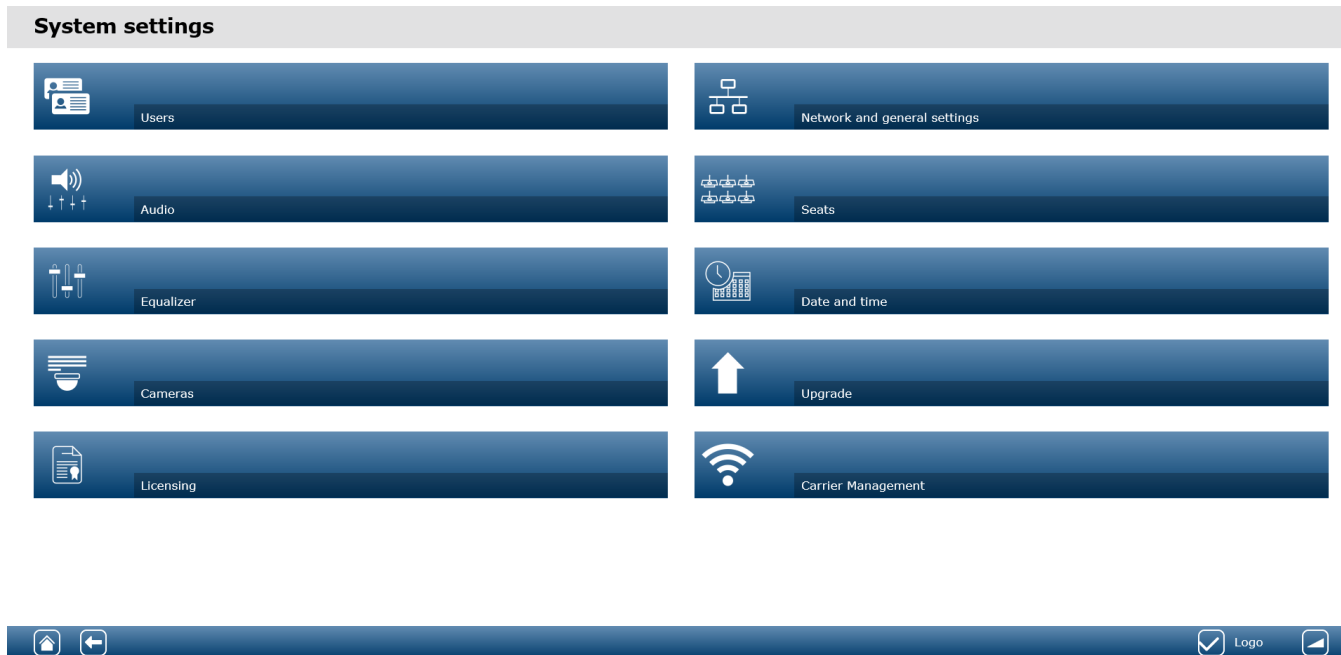 System settings
Users
Network and general settings
Audio
Seats
Equalizer
Date and time
Cameras
Upgrade
Licensing
Carrier Management
Logo